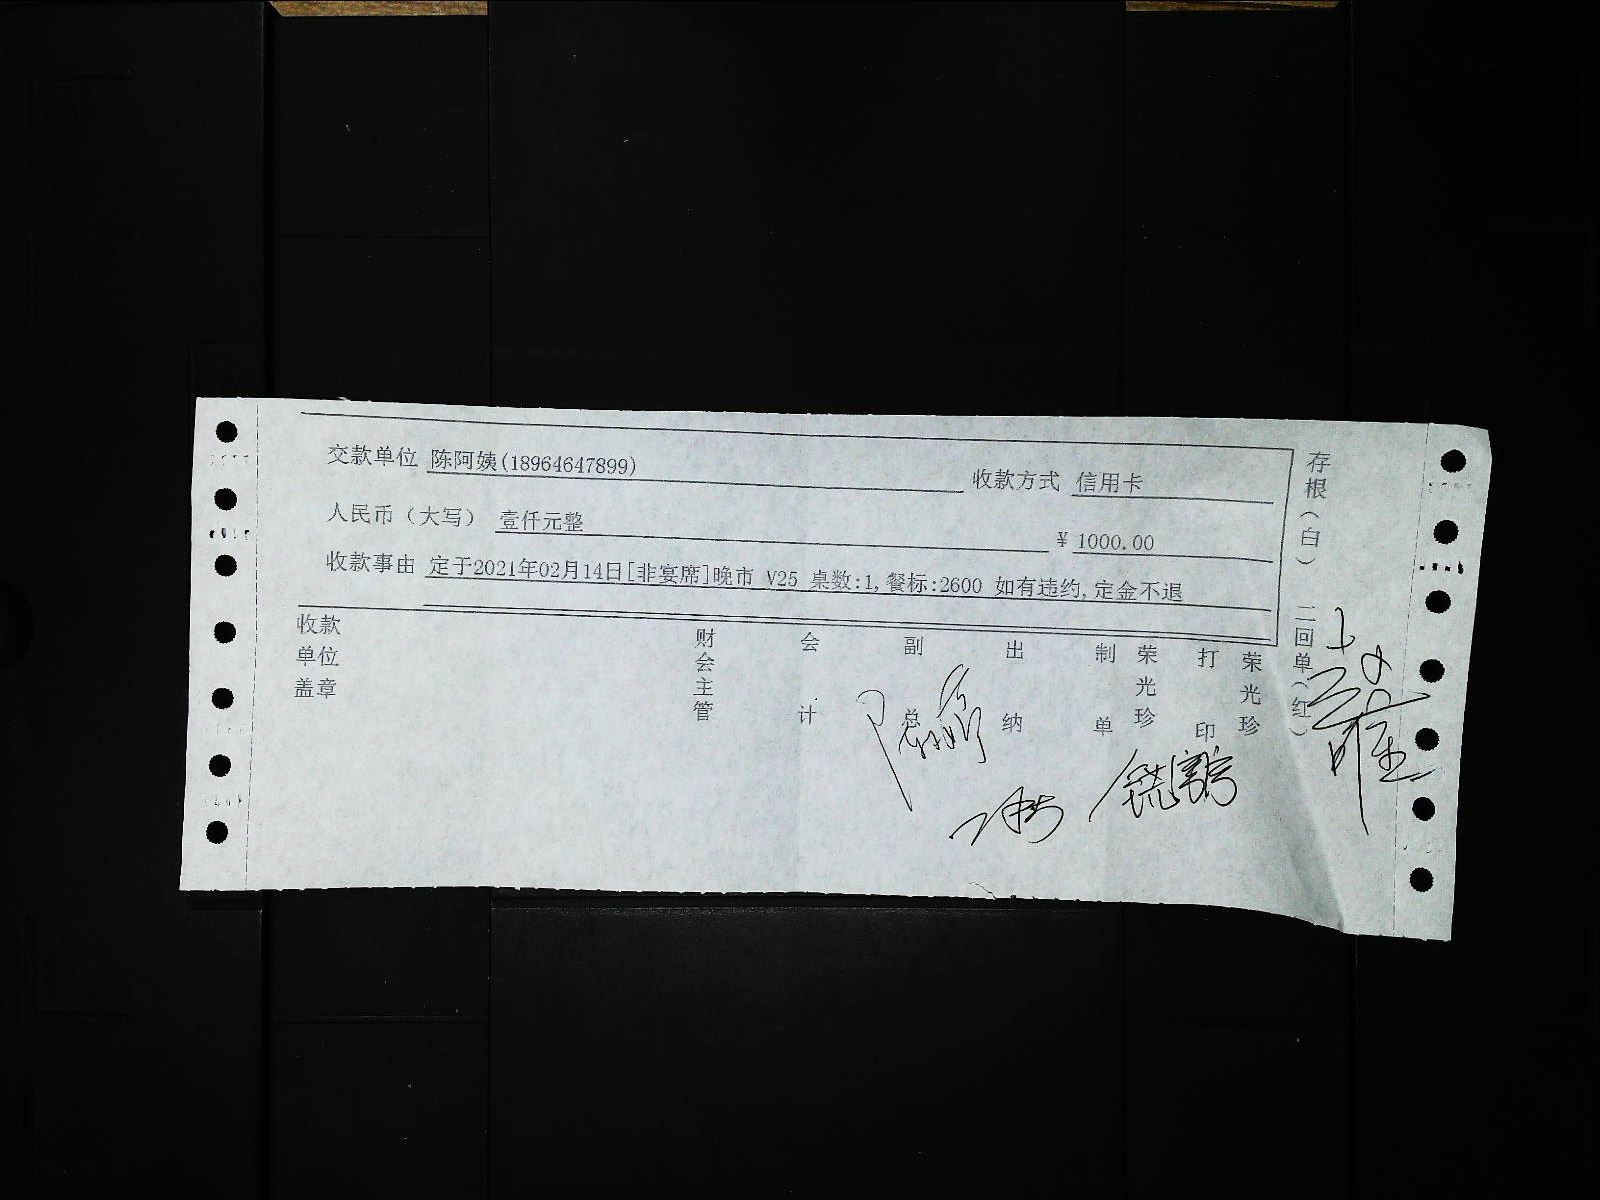 交款单位 陈阿姨(18964647899) 收款方式 信用卡
人民币（大写） 壹仟元整 ¥ 1000.00
收款事由 定于2021年02月14日[非宴席]晚市 V25 桌数:1,餐标:2600 如有违约,定金不退
收款单位盖章
财会主管
会计
副总
出纳
制单
荣光珍
打印
荣光珍
存根（白） 二回单（红）